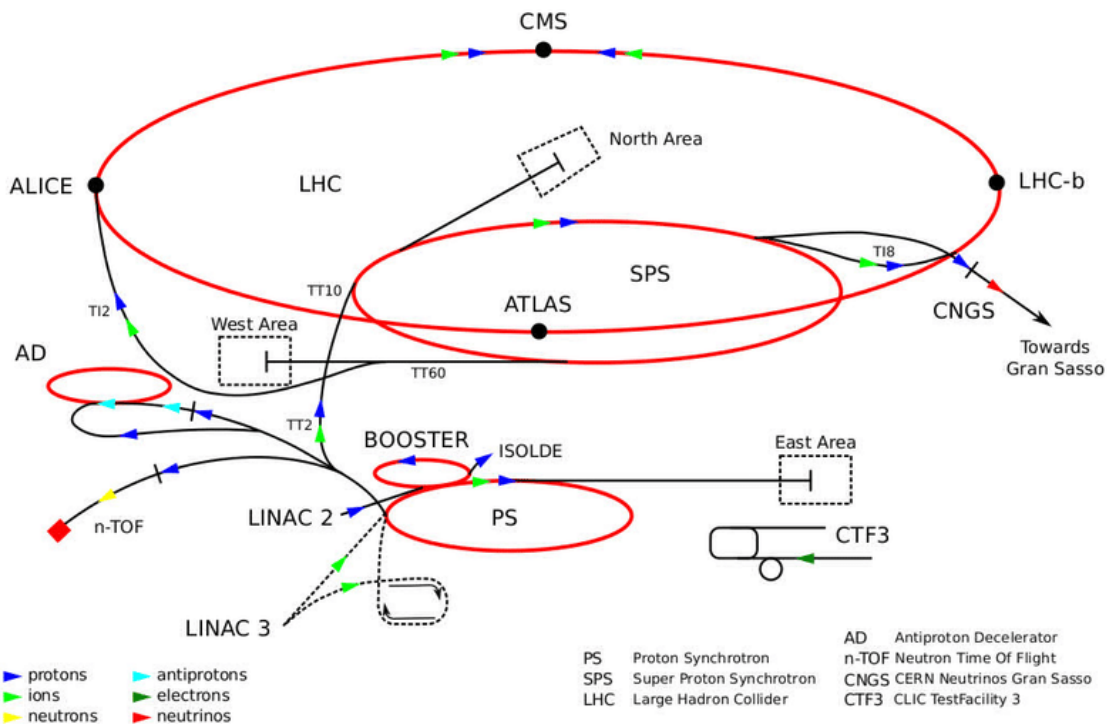 CMS
North Area
ALICE
LHC
LHC-b
SPS
TI8
TT10
TI2
ATLAS
CNGS
West Area
AD
Towards
Gran Sasso
TT60
TT2
BOOSTER
ISOLDE
East Area
LINAC 2
PS
n-TOF
CTF3
LINAC 3
protons
ions
neutrons
antiprotons
electrons
neutrinos
PS Proton Synchrotron
SPS Super Proton Synchrotron
LHC Large Hadron Collider
AD Antiproton Decelerator
n-TOF Neutron Time Of Flight
CNGS CERN Neutrinos Gran Sasso
CTF3 CLIC TestFacility 3